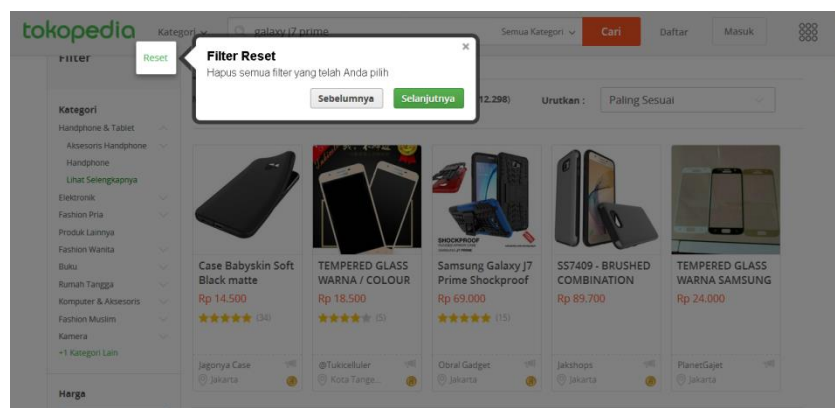 tokopedia
Kategori
galaxy j7 prime
Semua Kategori
Cari
Daftar
Masuk
Filter
Reset
Filter Reset
Hapus semua filter yang telah Anda pilih
Sebelumnya
Selanjutnya
12.298)
Urutkan :
Paling Sesuai
Kategori
Handphone & Tablet
Aksesoris Handphone
Handphone
Lihat Selengkapnya
Elektronik
Fashion Pria
Produk Lainnya
Fashion Wanita
Buku
Rumah Tangga
Komputer & Aksesoris
Fashion Muslim
Kamera
+1 Kategori Lain
Harga
Case Babyskin Soft
Black matte
Rp 14.500
(34)
Jagonya Case
Jakarta
TEMPERED GLASS
WARNA / COLOUR
Rp 18.500
(5)
@Tukicelluler
Kota Tange...
SHOCKPROOF
Samsung Galaxy J7
Prime Shockproof
Rp 69.000
(15)
Obral Gadget
Jakarta
SS7409 - BRUSHED
COMBINATION
Rp 89.700
Jakshops
Jakarta
TEMPERED GLASS
WARNA SAMSUNG
Rp 24.000
PlanetGajet
Jakarta